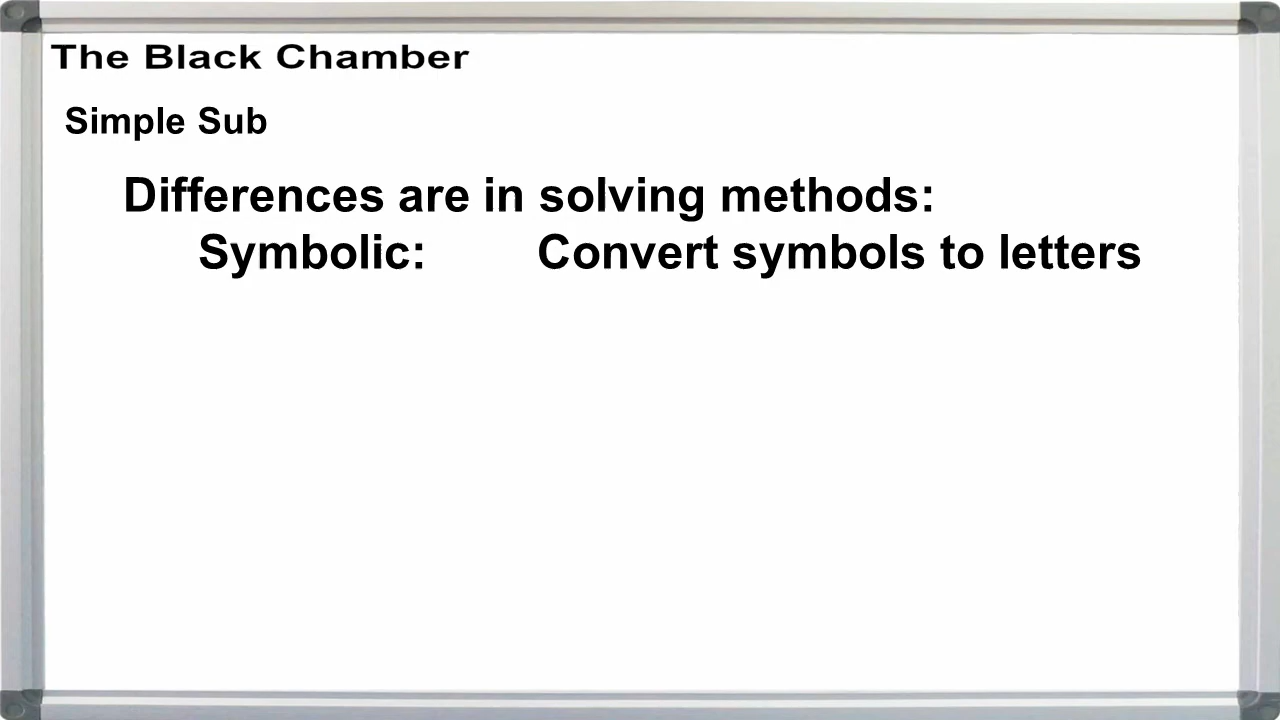 The Black Chamber
Simple Sub
Differences are in solving methods:
Symbolic: Convert symbols to letters